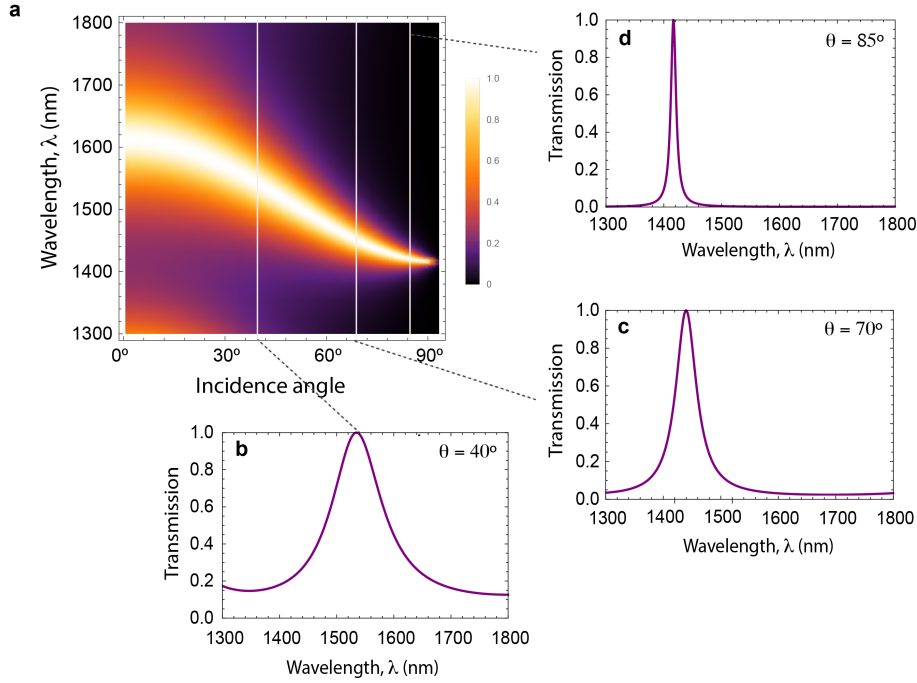 a
1800
1700
1600
1500
1400
1300
Wavelength, λ (nm)
0° 30° 60° 90°
Incidence angle
1.0
0.8
0.6
0.4
0.2
0
d
θ = 85º
1.0
0.8
0.6
0.4
0.2
0.0
Transmission
1300 1400 1500 1600 1700 1800
Wavelength, λ (nm)
c
θ = 70º
1.0
0.8
0.6
0.4
0.2
0.0
Transmission
1300 1400 1500 1600 1700 1800
Wavelength, λ (nm)
b
θ = 40º
1.0
0.8
0.6
0.4
0.2
0.0
Transmission
1300 1400 1500 1600 1700 1800
Wavelength, λ (nm)